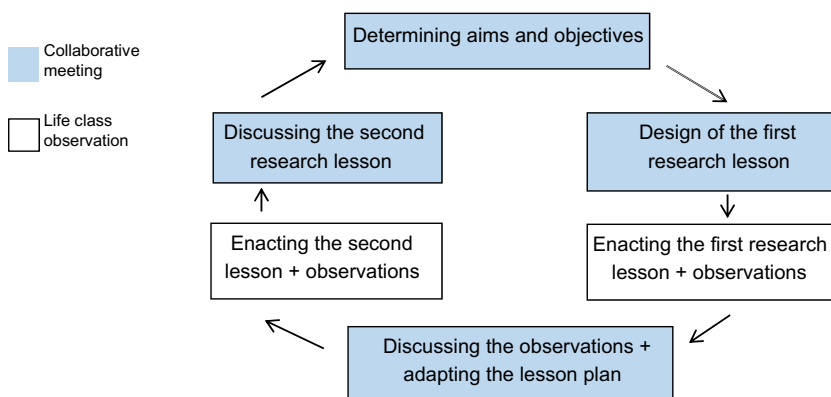 Collaborative
meeting
Life class
observation
Determining aims and objectives
Design of the first
research lesson
Enacting the first research
lesson + observations
Discussing the observations +
adapting the lesson plan
Enacting the second
lesson + observations
Discussing the second
research lesson